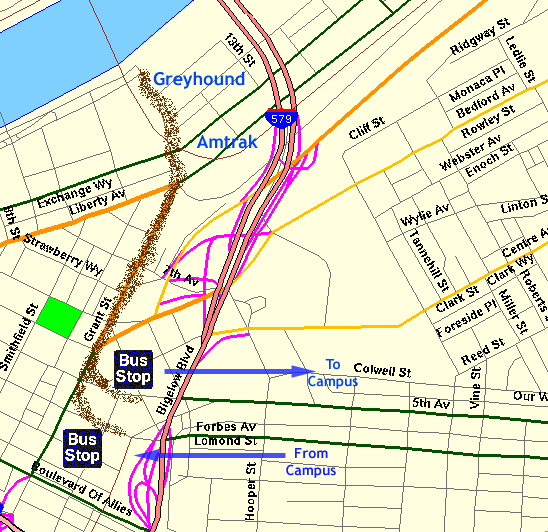 13th St
Ridgway St
Ledlie St
Greyhound
Monaca Pl
Bedford Av
579
Cliff St
Rowley St
Amtrak
Webster Av
Enoch St
Exchange Wy
Liberty Av
8th St
Wylie Av
Linton S
Strawberry Wy
Tannehill St
Centre Av
7th Av
Clark St
Clark Wy
Roberts
Grant St
Smithfield St
Foreside Pl
Miller St
Reed St
Bus
Stop
Bigelow Blvd
To
Campus
Colwell St
Vine St
5th Av
Our W
Forbes Av
Lomond St
Bus
Stop
From
Campus
Hooper St
Boulevard Of Allies